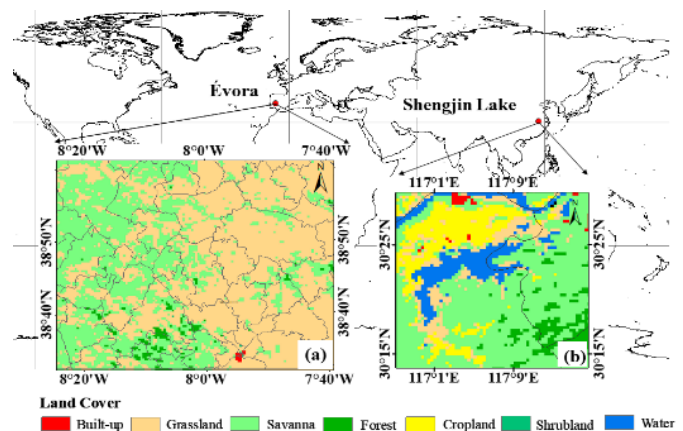 Évora
Shengjin Lake
8°20'W 8°0'W 7°40'W
117°1'E 117°9'E
N
38°50'N 38°50'N
38°40'N 38°40'N
30°25'N 30°25'N
30°15'N 30°15'N
(a)
(b)
8°20'W 8°0'W 7°40'W
117°1'E 117°9'E
Land Cover
Built-up Grassland Savanna Forest Cropland Shrubland Water